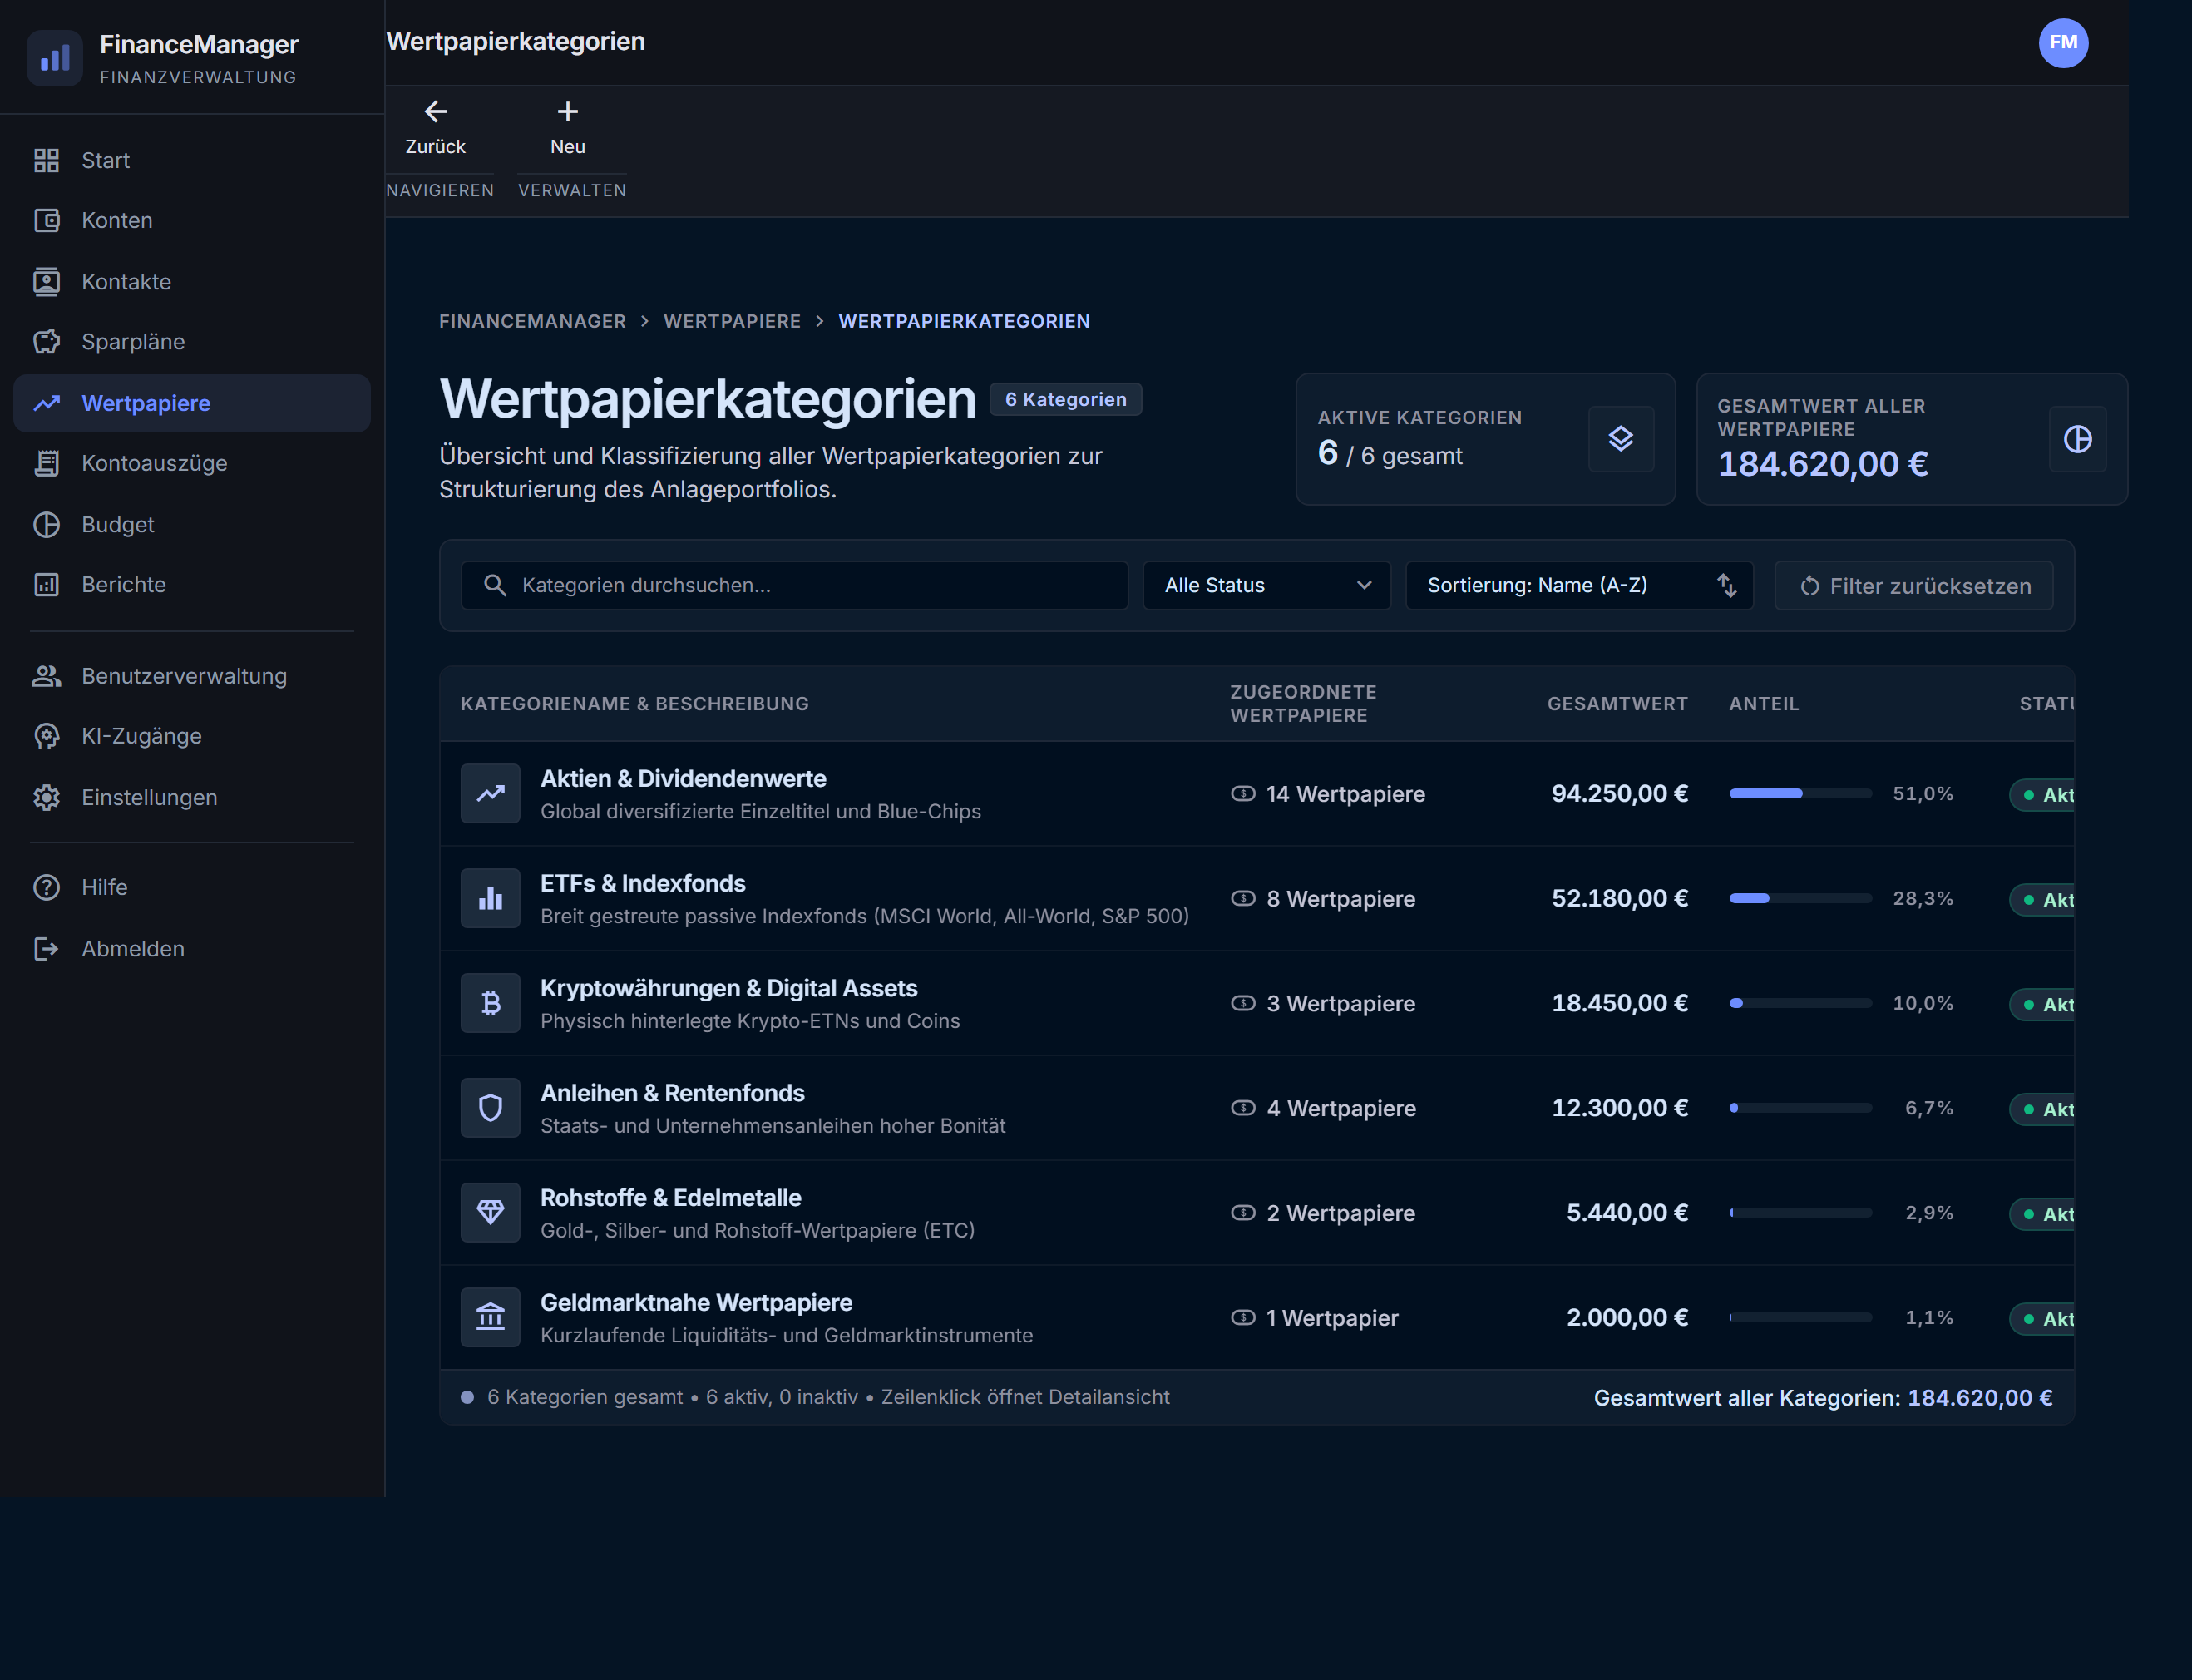 FinanceManager
FINANZVERWALTUNG
Start
Konten
Kontakte
Sparpläne
Wertpapiere
Kontoauszüge
Budget
Berichte
Benutzerverwaltung
KI-Zugänge
Einstellungen
Hilfe
Abmelden
Wertpapierkategorien
FM
Zurück
Neu
NAVIGIEREN
VERWALTEN
FINANCEMANAGER > WERTPAPIERE > WERTPAPIERKATEGORIEN
Wertpapierkategorien
6 Kategorien
Übersicht und Klassifizierung aller Wertpapierkategorien zur
Strukturierung des Anlageportfolios.
AKTIVE KATEGORIEN
6 / 6 gesamt
GESAMTWERT ALLER
WERTPAPIERE
184.620,00 €
Kategorien durchsuchen...
Alle Status
Sortierung: Name (A-Z)
Filter zurücksetzen
KATEGORIENAME & BESCHREIBUNG
ZUGEORDNETE
WERTPAPIERE
GESAMTWERT
ANTEIL
STATU
Aktien & Dividendenwerte
Global diversifizierte Einzeltitel und Blue-Chips
14 Wertpapiere
94.250,00 €
51,0%
Akt
ETFs & Indexfonds
Breit gestreute passive Indexfonds (MSCI World, All-World, S&P 500)
8 Wertpapiere
52.180,00 €
28,3%
Akt
Kryptowährungen & Digital Assets
Physisch hinterlegte Krypto-ETNs und Coins
3 Wertpapiere
18.450,00 €
10,0%
Akt
Anleihen & Rentenfonds
Staats- und Unternehmensanleihen hoher Bonität
4 Wertpapiere
12.300,00 €
6,7%
Akt
Rohstoffe & Edelmetalle
Gold-, Silber- und Rohstoff-Wertpapiere (ETC)
2 Wertpapiere
5.440,00 €
2,9%
Akt
Geldmarktnahe Wertpapiere
Kurzlaufende Liquiditäts- und Geldmarktinstrumente
1 Wertpapier
2.000,00 €
1,1%
Akt
6 Kategorien gesamt • 6 aktiv, 0 inaktiv • Zeilenklick öffnet Detailansicht
Gesamtwert aller Kategorien: 184.620,00 €